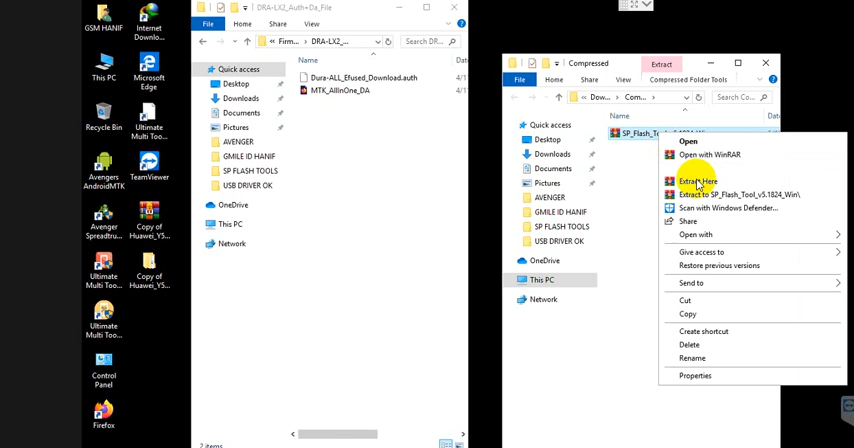 GSM HANIF
Internet
Downlo...
This PC
Microsoft
Edge
Recycle Bin
Ultimate
Multi Too...
Avengers
AndroidMTK
TeamViewer
Avenger
Spreadtru...
Copy of
Huawei_Y5...
Ultimate
Multi Too...
Copy of
Huawei_Y5...
Ultimate
Multi Too...
Control
Panel
Firefox
DRA-LX2_Auth+Da_File
File
Home
Share
View
« Firm... > DRA-LX2_...
Search DR...
Name
Da
Quick access
Desktop
Downloads
Documents
Pictures
AVENGER
GMILE ID HANIF
SP FLASH TOOLS
USB DRIVER OK
OneDrive
This PC
Network
Dura-ALL_Efused_Download.auth
4/1
MTK_AllInOne_DA
4/1
2 items
Compressed
Extract
File
Home
Share
View
Compressed Folder Tools
« Dow... > Com... >
Search Co...
Name
Date
Quick access
Desktop
Downloads
Documents
Pictures
AVENGER
GMILE ID HANIF
SP FLASH TOOLS
USB DRIVER OK
OneDrive
This PC
Network
Open
Open with WinRAR
Extract Here
Extract to SP_Flash_Tool_v5.1824_Win\
Scan with Windows Defender...
Share
Open with
Give access to
Restore previous versions
Send to
Cut
Copy
Create shortcut
Delete
Rename
Properties